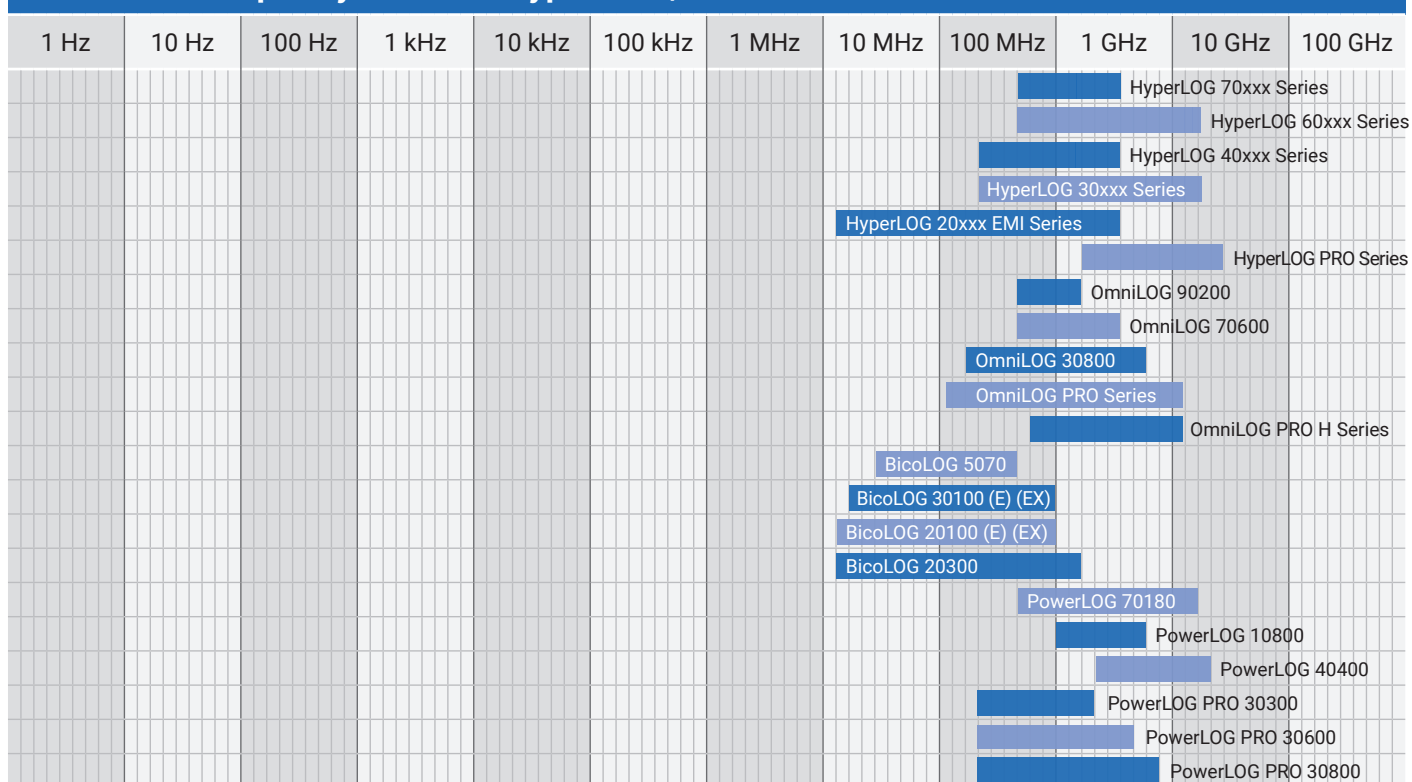 1 Hz 10 Hz 100 Hz 1 kHz 10 kHz 100 kHz 1 MHz 10 MHz 100 MHz 1 GHz 10 GHz 100 GHz
HyperLOG 70xxx Series
HyperLOG 60xxx Series
HyperLOG 40xxx Series
HyperLOG 30xxx Series
HyperLOG 20xxx EMI Series
HyperLOG PRO Series
OmniLOG 90200
OmniLOG 70600
OmniLOG 30800
OmniLOG PRO Series
OmniLOG PRO H Series
BicoLOG 5070
BicoLOG 30100 (E) (EX)
BicoLOG 20100 (E) (EX)
BicoLOG 20300
PowerLOG 70180
PowerLOG 10800
PowerLOG 40400
PowerLOG PRO 30300
PowerLOG PRO 30600
PowerLOG PRO 30800